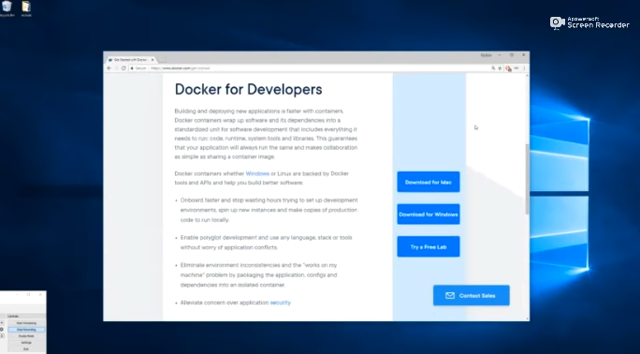 Apowersoft
Screen Recorder
Docker for Developers
Building and deploying new applications is faster with containers.
Docker containers wrap up software and its dependencies into a
standardized unit for software development that includes everything it
needs to run: code, runtime, system tools and libraries. This guarantees
that your application will always run the same and makes collaboration
as simple as sharing a container image.
Docker containers whether Windows or Linux are backed by Docker
tools and APIs and help you build better software:
• Onboard faster and stop wasting hours trying to set up development
environments, spin up new instances and make copies of production
code to run locally.
• Enable polyglot development and use any language, stack or tools
without worry of application conflicts.
• Eliminate environment inconsistencies and the "works on my
machine" problem by packaging the application, configs and
dependencies into an isolated container
• Alleviate concern over application security
Download for Mac
Download for Windows
Try a Free Lab
Contact Sales